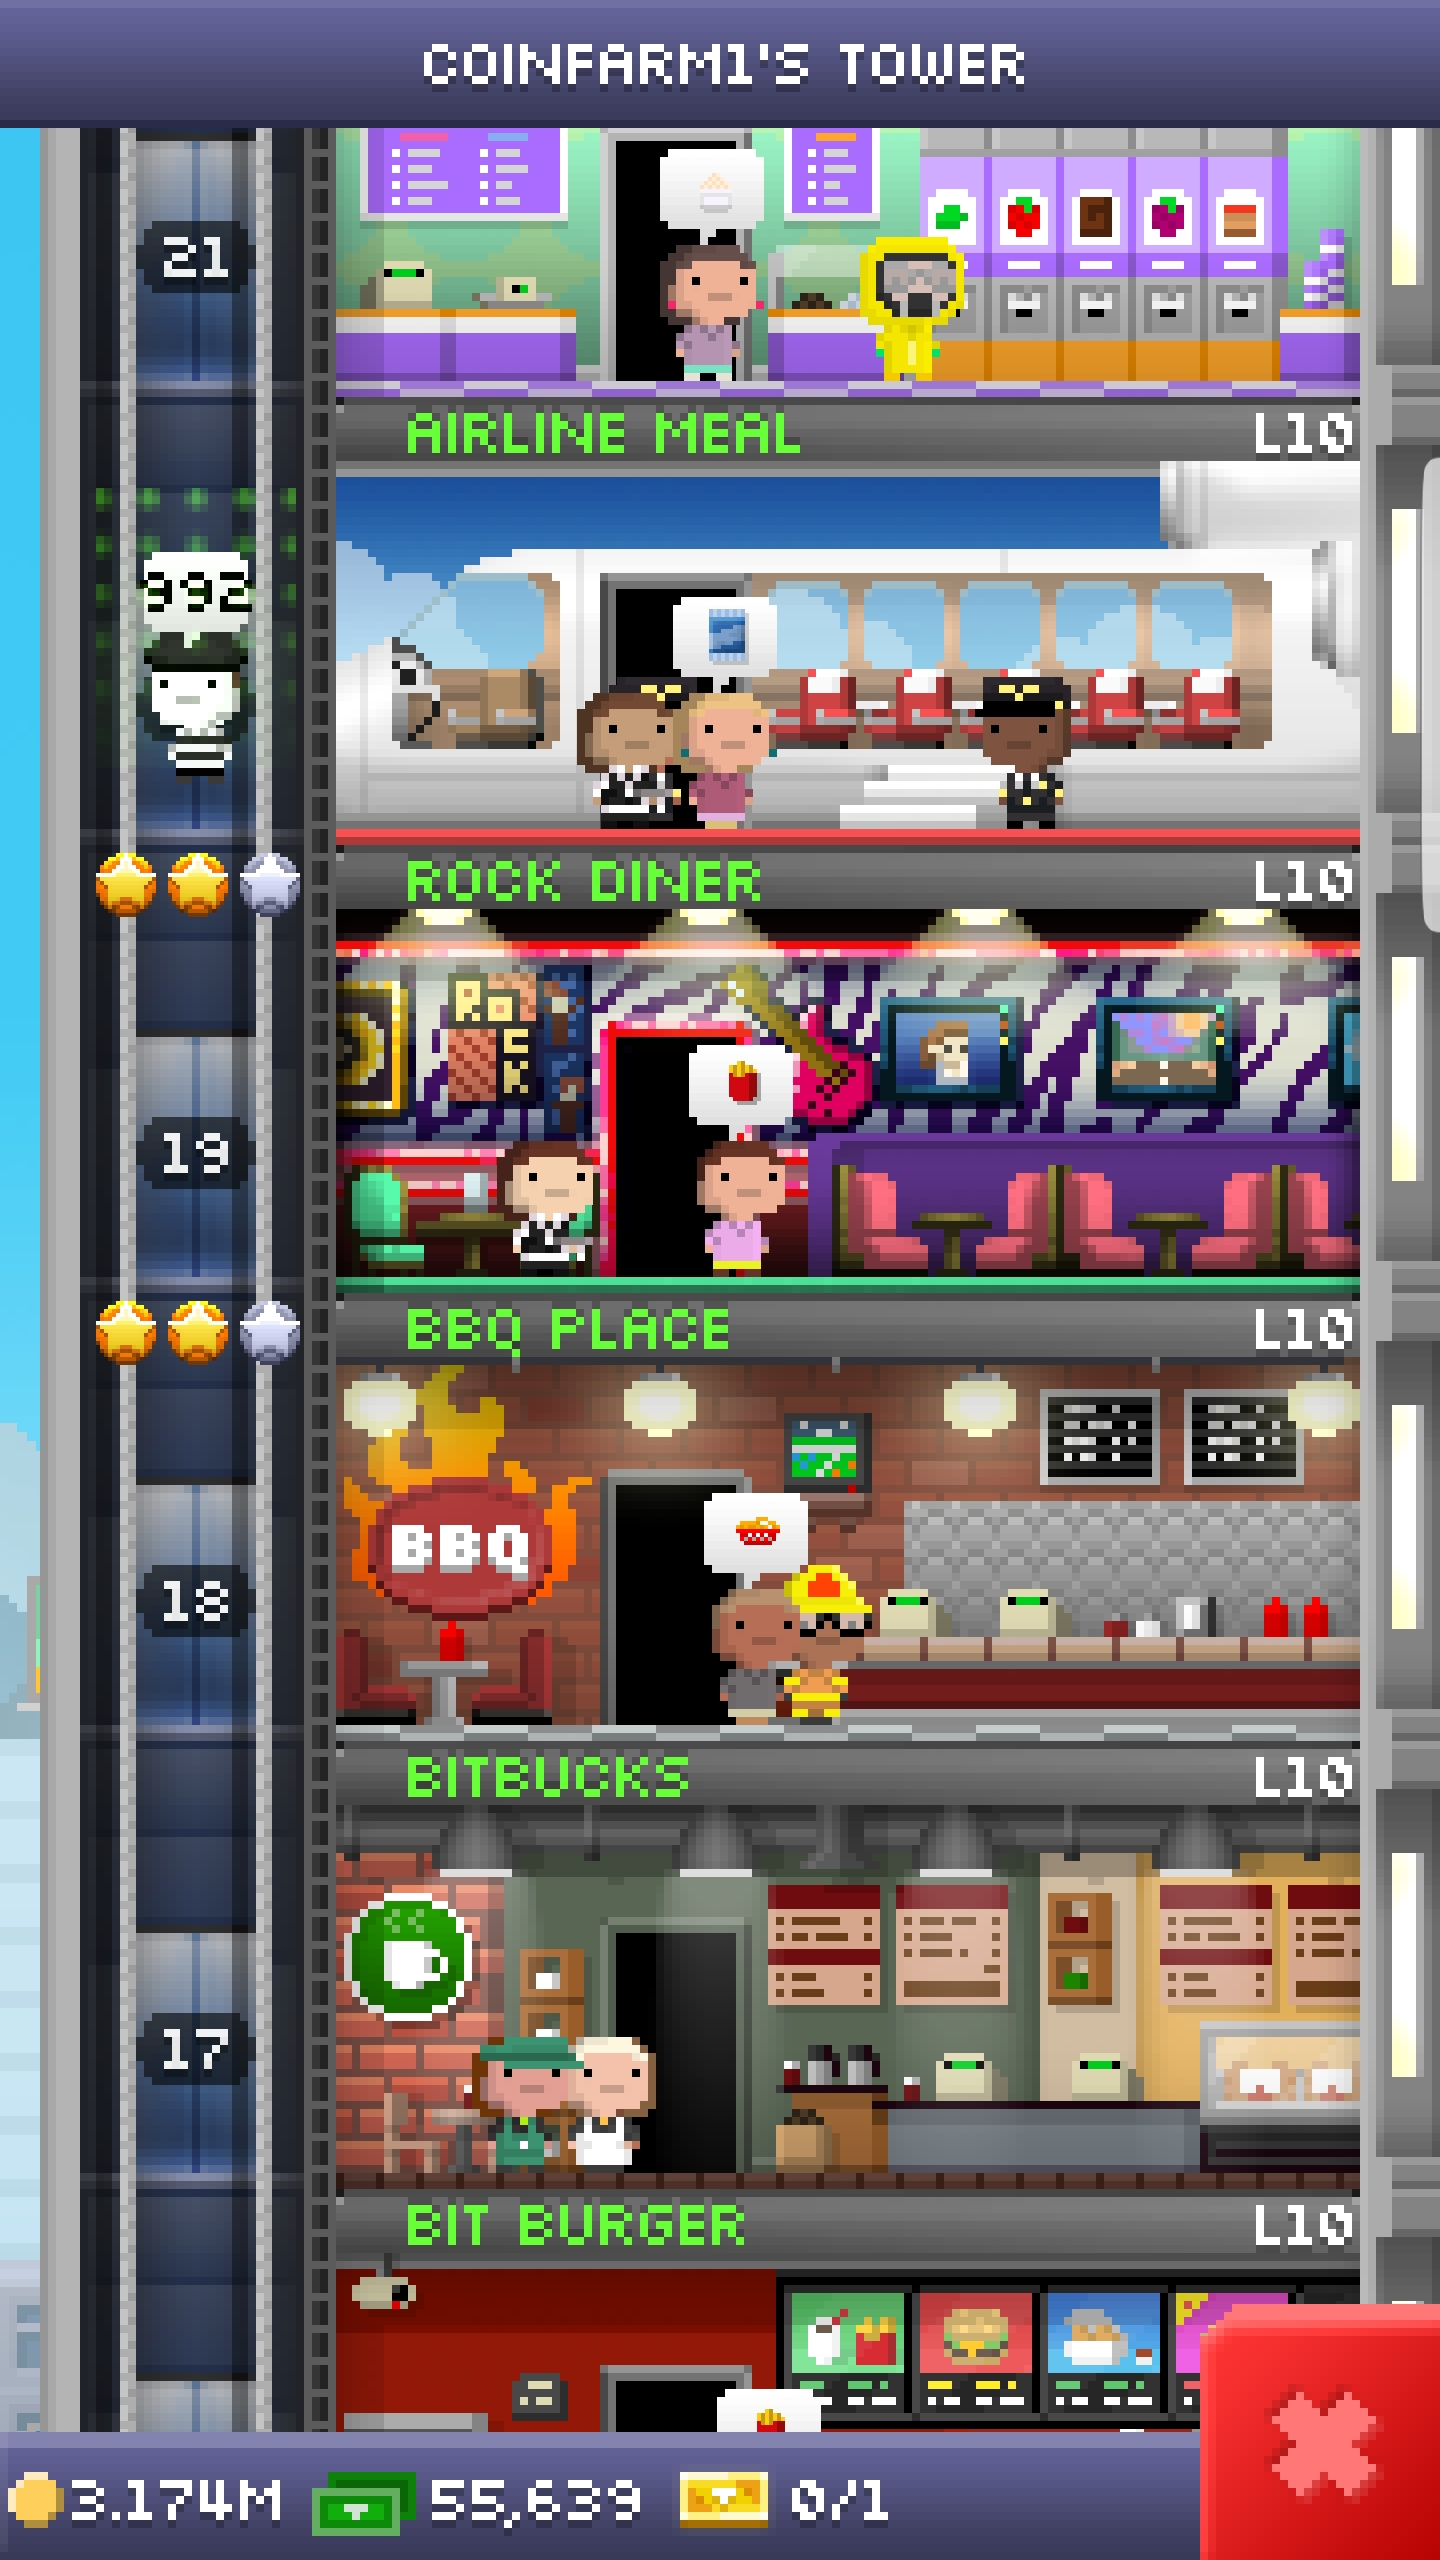 COINFARM1'S TOWER
21
AIRLINE MEAL L10
992
ROCK DINER L10
ROCK
19
BBQ PLACE L10
BBQ
18
BITBUCKS L10
17
BIT BURGER L10
3.174M 55,639 0/1